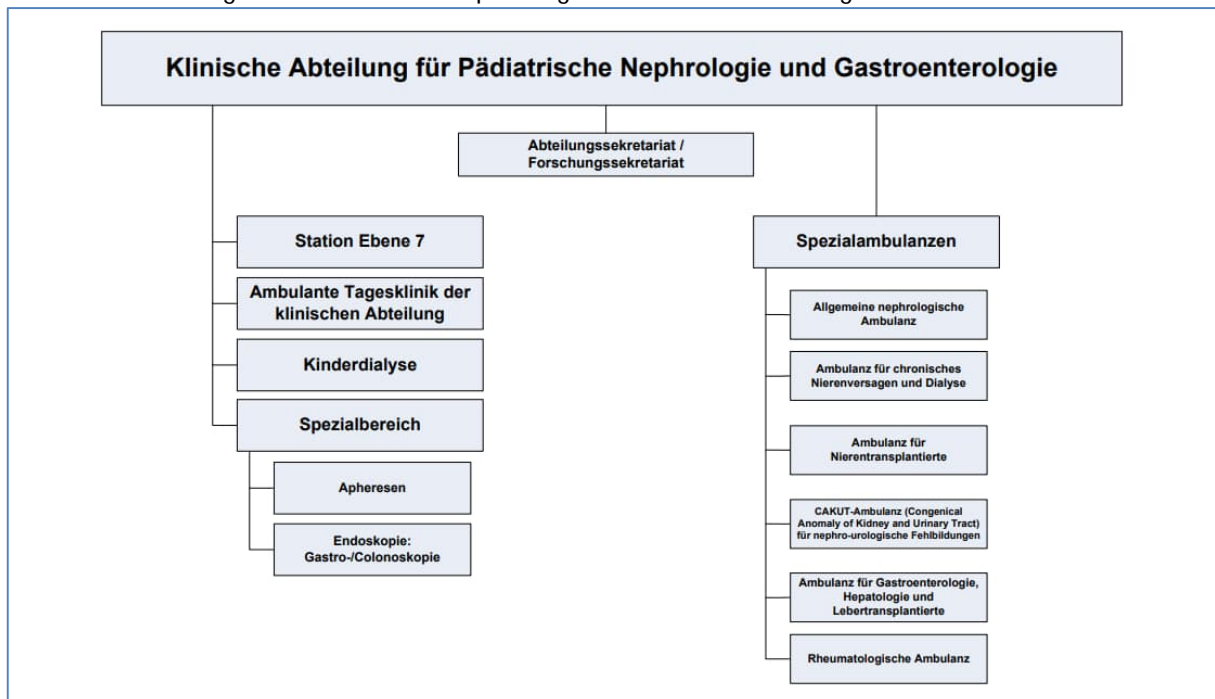 Klinische Abteilung für Pädiatrische Nephrologie und Gastroenterologie
Abteilungssekretariat /
Forschungssekretariat
Station Ebene 7
Ambulante Tagesklinik der
klinischen Abteilung
Kinderdialyse
Spezialbereich
Apheresen
Endoskopie:
Gastro-/Colonoskopie
Spezialambulanzen
Allgemeine nephrologische
Ambulanz
Ambulanz für chronisches
Nierenversagen und Dialyse
Ambulanz für
Nierentransplantierte
CAKUT-Ambulanz (Congenical
Anomaly of Kidney and Urinary Tract)
für nephro-urologische Fehlbildungen
Ambulanz für Gastroenterologie,
Hepatologie und
Lebertransplantierte
Rheumatologische Ambulanz